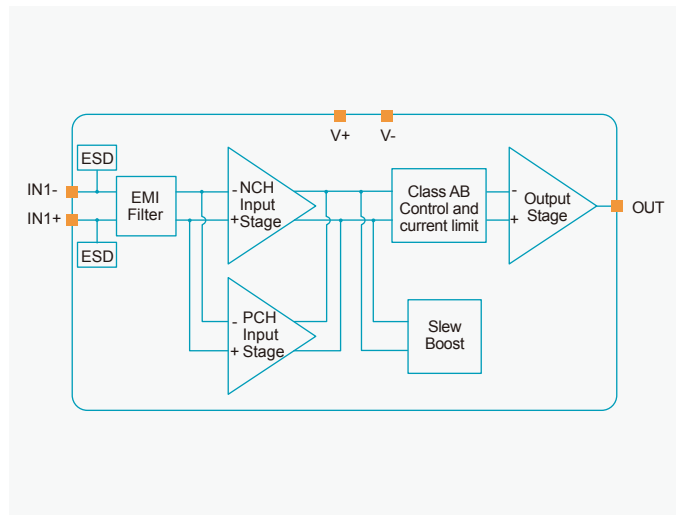 V+ V-
ESD
IN1-
IN1+
EMI
Filter
ESD
- NCH
Input
+ Stage
- PCH
Input
+ Stage
Class AB
Control and
current limit
Slew
Boost
-
+
Output
Stage
OUT